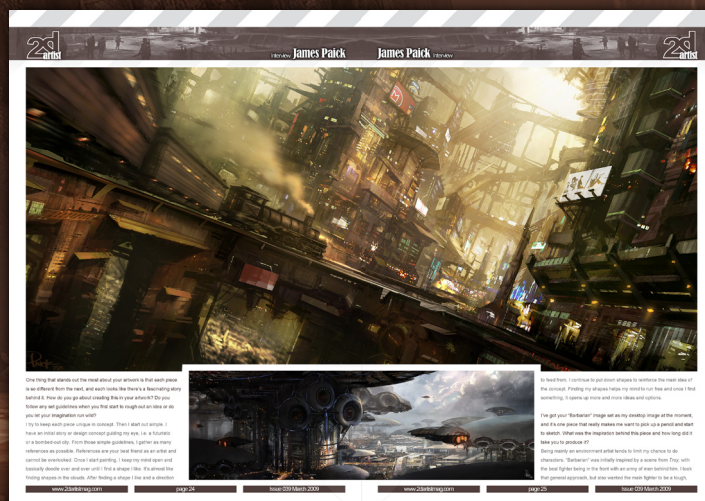 2d artist
Interview James Paick
James Paick Interview
2d artist
One thing that stands out the most about your artwork is that each piece
is so different from the next, and each looks like there's a fascinating story
behind it. How do you go about creating this in your artwork? Do you
follow any set guidelines when you first start to rough out an idea or do
you let your imagination run wild?
I try to keep each piece unique in concept. Then I start out simple. I
have an initial story or design concept guiding my eye, i.e. a futuristic
or a bombed-out city. From those simple guidelines, I gather as many
references as possible. References are your best friend as an artist and
cannot be overlooked. Once I start painting, I keep my mind open and
basically doodle over and over until I find a shape I like. It's almost like
finding shapes in the clouds. After finding a shape I like and a direction
to feed them, I continue to put down shapes to reinforce the main idea of
the concept. Finding my shapes helps my mind to run free and once I find
something, it opens up more and more ideas and options.
I've got your "Barbarian" image set as my desktop image at the moment,
and it's one piece that really makes me want to pick up a pencil and start
to sketch. What was the inspiration behind this piece and how long did it
take you to produce it?
Being mainly an environment artist tends to limit my chance to do
characters. "Barbarian" was initially inspired by a scene from Troy, with
the best fighter being in the front with an army of men behind him. I took
that general approach, but also wanted the main fighter to be a tough,
www.2dartistmag.com
page 24
Issue 039 March 2009
www.2dartistmag.com
page 25
Issue 039 March 2009